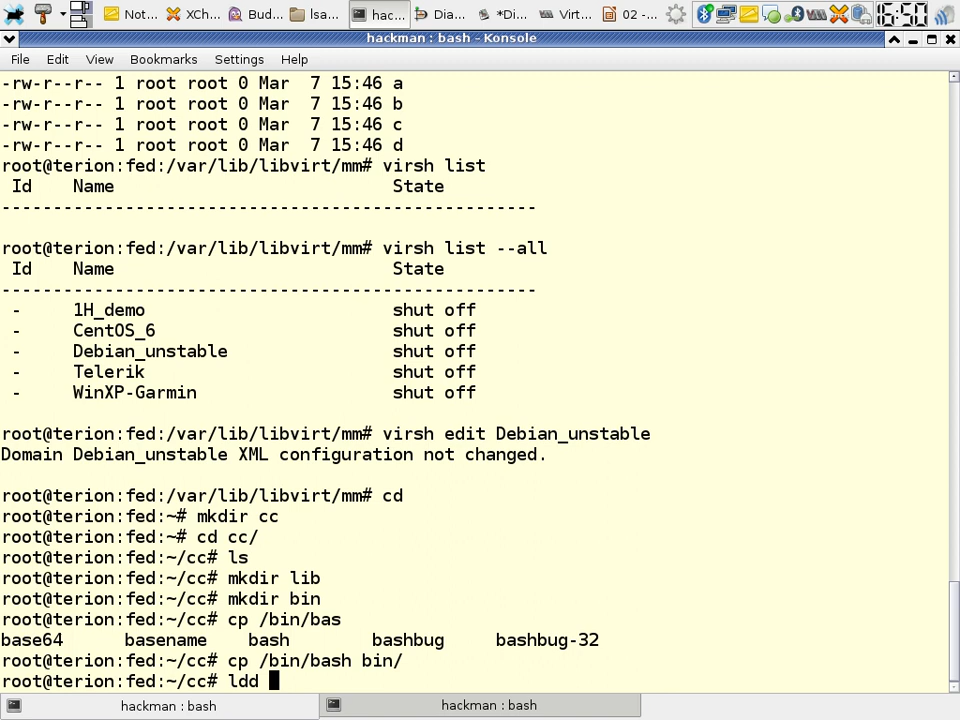 Not... XCh... Bud... lsa... hac... Dia... *Di... Virt... 02 -... 16:50
hackman : bash – Konsole
File Edit View Bookmarks Settings Help
-rw-r--r-- 1 root root 0 Mar  7 15:46 a
-rw-r--r-- 1 root root 0 Mar  7 15:46 b
-rw-r--r-- 1 root root 0 Mar  7 15:46 c
-rw-r--r-- 1 root root 0 Mar  7 15:46 d
root@terion:fed:/var/lib/libvirt/mm# virsh list
 Id    Name                           State
----------------------------------------------------
root@terion:fed:/var/lib/libvirt/mm# virsh list --all
 Id    Name                           State
----------------------------------------------------
 -     1H_demo                        shut off
 -     CentOS_6                       shut off
 -     Debian_unstable                shut off
 -     Telerik                        shut off
 -     WinXP-Garmin                   shut off
root@terion:fed:/var/lib/libvirt/mm# virsh edit Debian_unstable
Domain Debian_unstable XML configuration not changed.
root@terion:fed:/var/lib/libvirt/mm# cd
root@terion:fed:~# mkdir cc
root@terion:fed:~# cd cc/
root@terion:fed:~/cc# ls
root@terion:fed:~/cc# mkdir lib
root@terion:fed:~/cc# mkdir bin
root@terion:fed:~/cc# cp /bin/bas
base64      basename    bash        bashbug     bashbug-32
root@terion:fed:~/cc# cp /bin/bash bin/
root@terion:fed:~/cc# ldd
hackman : bash hackman : bash